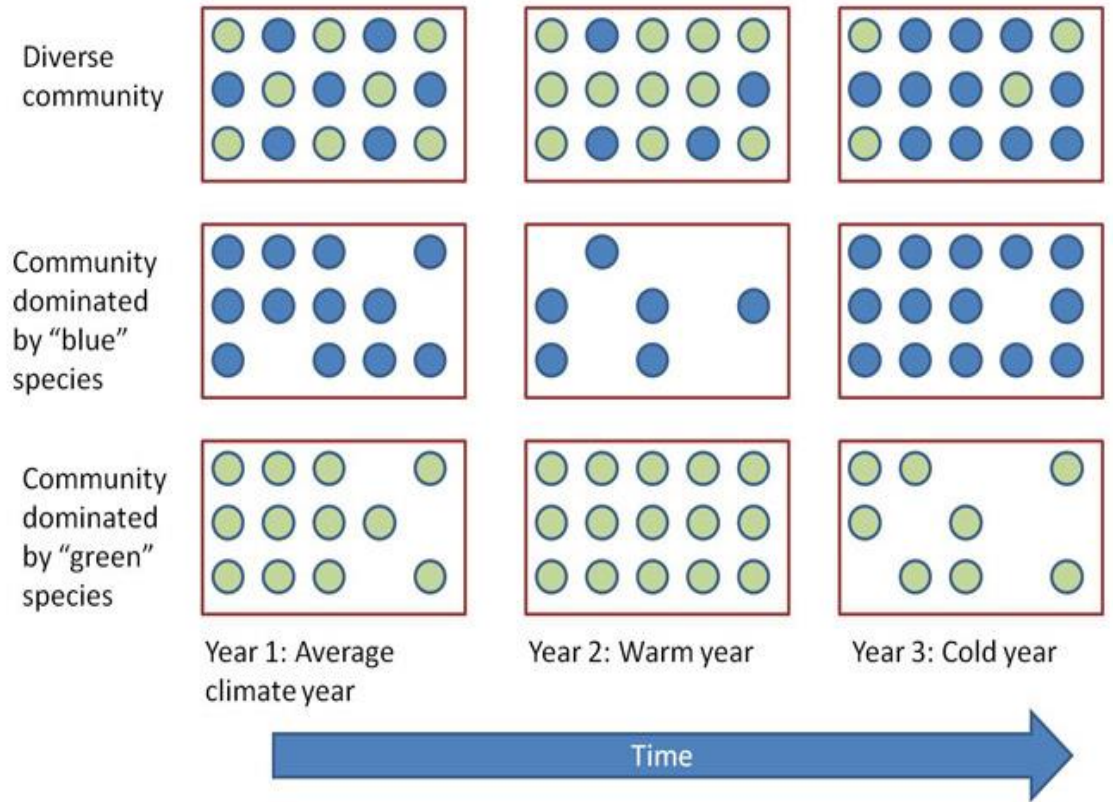 Diverse
community
Community
dominated
by “blue”
species
Community
dominated
by “green”
species
Year 1: Average
climate year
Year 2: Warm year
Year 3: Cold year
Time